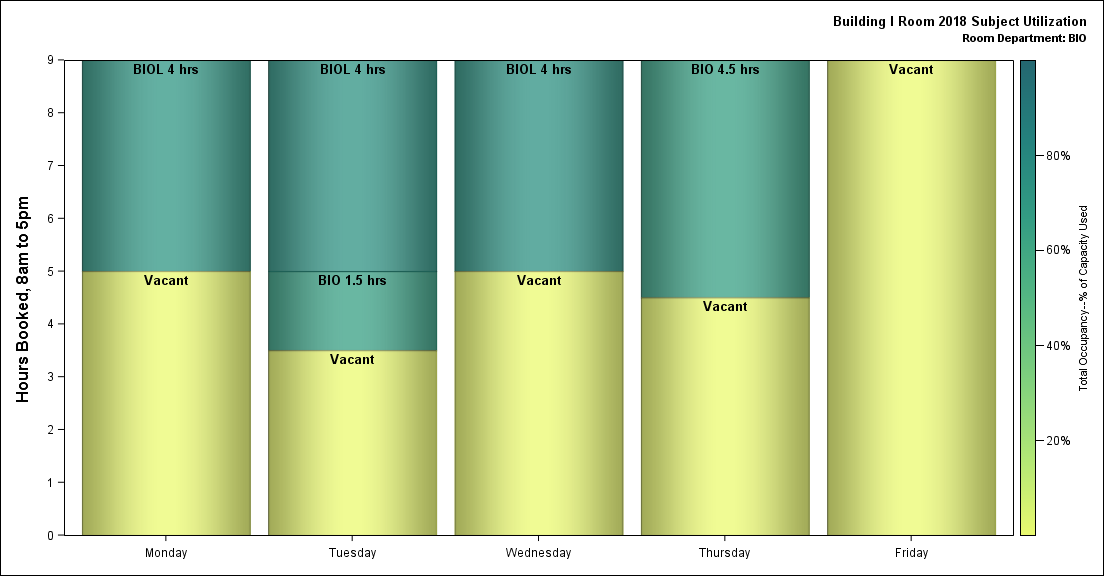 Building I Room 2018 Subject Utilization
Room Department: BIO
Hours Booked, 8am to 5pm
9
8
7
6
5
4
3
2
1
0
BIOL 4 hrs
Vacant
BIOL 4 hrs
BIO 1.5 hrs
Vacant
BIOL 4 hrs
Vacant
BIO 4.5 hrs
Vacant
Vacant
Monday
Tuesday
Wednesday
Thursday
Friday
80%
60%
40%
20%
Total Occupancy--% of Capacity Used